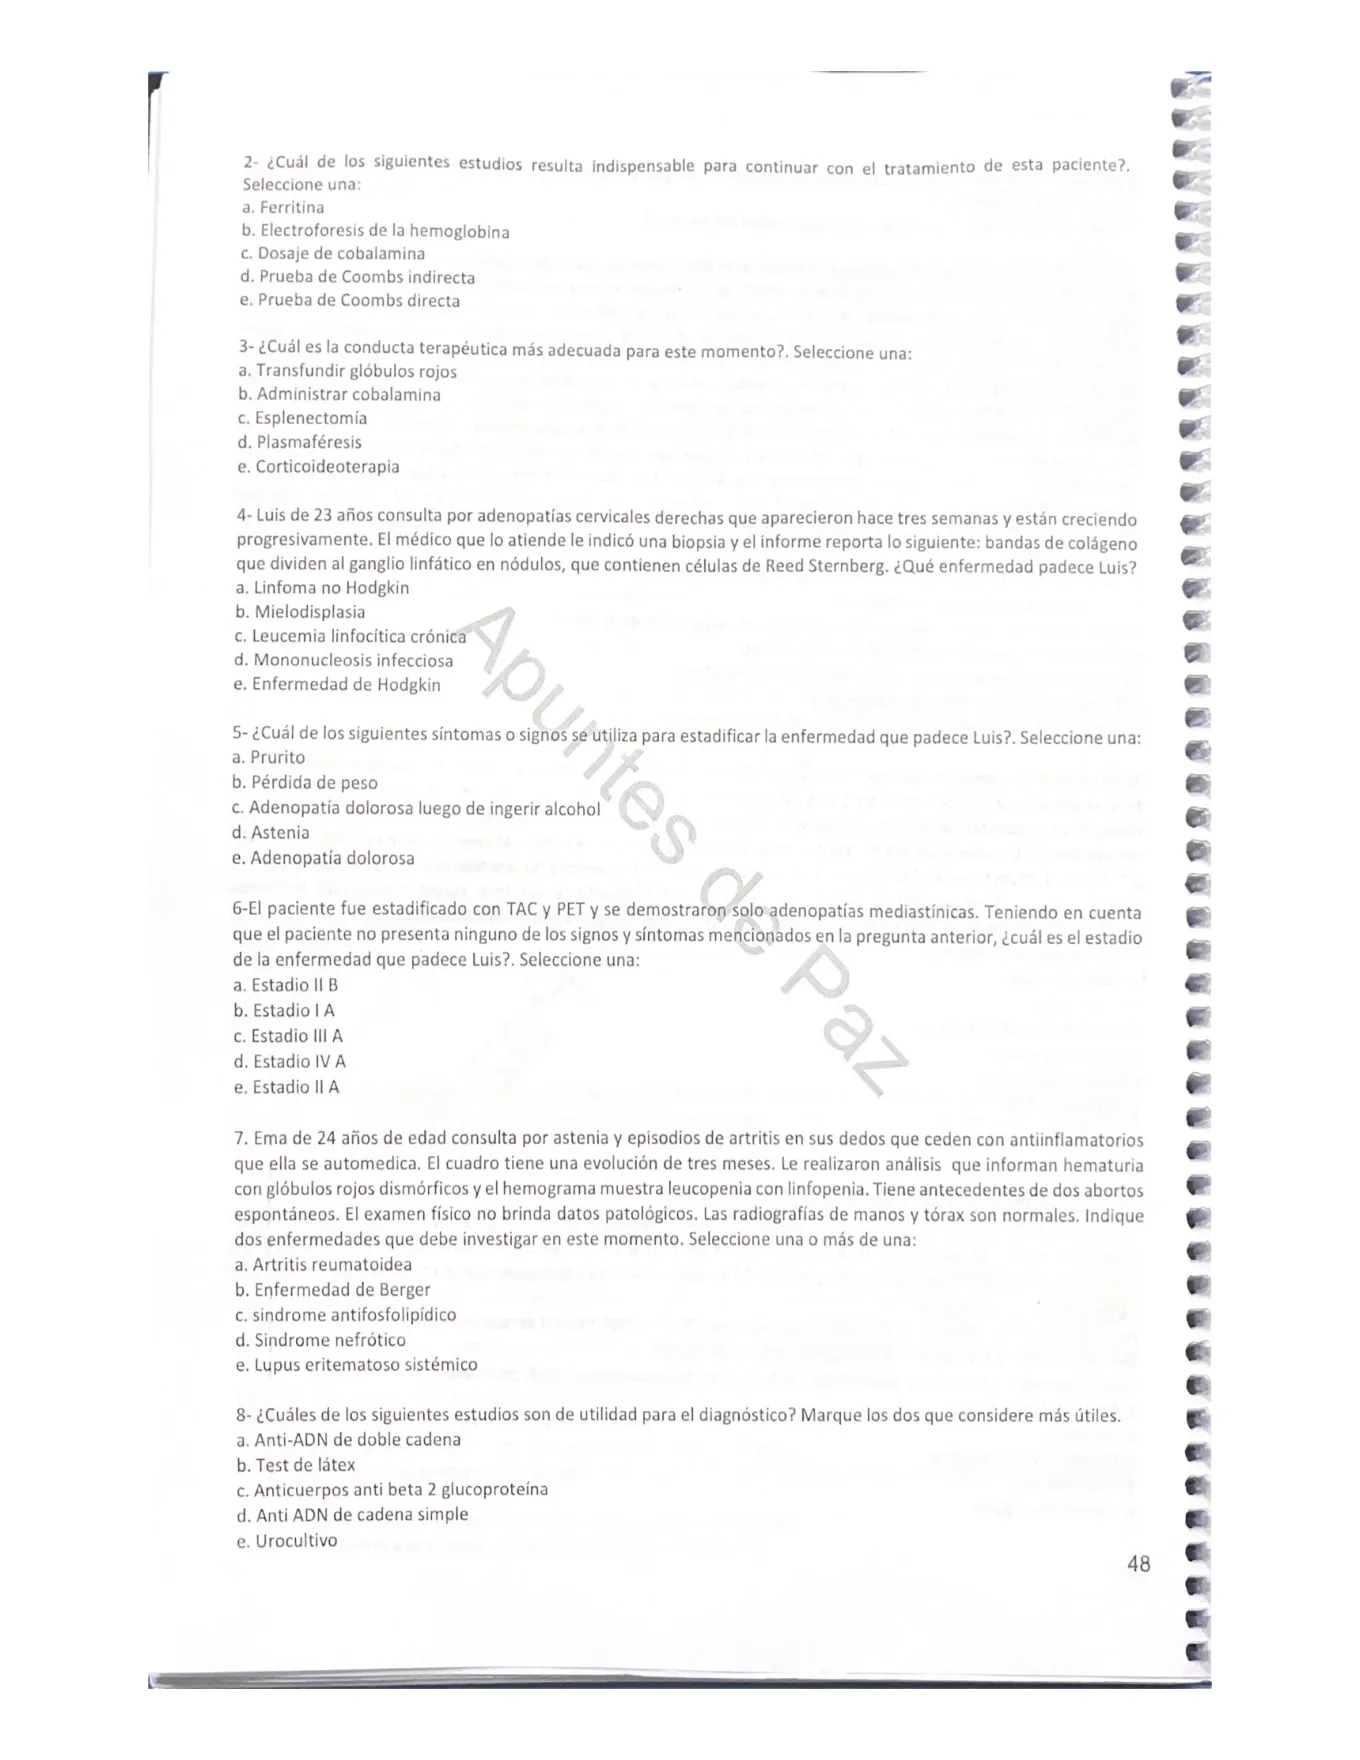 2- ¿Cuál de los siguientes estudios resulta indispensable para continuar con el tratamiento de esta paciente?.
Seleccione una:
a. Ferritina
b. Electroforesis de la hemoglobina
c. Dosaje de cobalamina
d. Prueba de Coombs indirecta
e. Prueba de Coombs directa
3- ¿Cuál es la conducta terapéutica más adecuada para este momento?. Seleccione una:
a. Transfundir glóbulos rojos
b. Administrar cobalamina
c. Esplenectomía
d. Plasmaféresis
e. Corticoideoterapia
4- Luis de 23 años consulta por adenopatías cervicales derechas que aparecieron hace tres semanas y están creciendo
progresivamente. El médico que lo atiende le indicó una biopsia y el informe reporta lo siguiente: bandas de colágeno
que dividen al ganglio linfático en nódulos, que contienen células de Reed Sternberg. ¿Qué enfermedad padece Luis?
a. Linfoma no Hodgkin
b. Mielodisplasia
c. Leucemia linfocítica crónica
d. Mononucleosis infecciosa
e. Enfermedad de Hodgkin
5- ¿Cuál de los siguientes síntomas o signos se utiliza para estadificar la enfermedad que padece Luis?. Seleccione una:
a. Prurito
b. Pérdida de peso
c. Adenopatía dolorosa luego de ingerir alcohol
d. Astenia
e. Adenopatía dolorosa
6-El paciente fue estadificado con TAC y PET y se demostraron solo adenopatías mediastínicas. Teniendo en cuenta
que el paciente no presenta ninguno de los signos y síntomas mencionados en la pregunta anterior, ¿cuál es el estadio
de la enfermedad que padece Luis?. Seleccione una:
a. Estadio II B
b. Estadio I A
c. Estadio III A
d. Estadio IV A
e. Estadio II A
7. Ema de 24 años de edad consulta por astenia y episodios de artritis en sus dedos que ceden con antiinflamatorios
que ella se automedica. El cuadro tiene una evolución de tres meses. Le realizaron análisis que informan hematuria
con glóbulos rojos dismórficos y el hemograma muestra leucopenia con linfopenia. Tiene antecedentes de dos abortos
espontáneos. El examen físico no brinda datos patológicos. Las radiografías de manos y tórax son normales. Indique
dos enfermedades que debe investigar en este momento. Seleccione una o más de una:
a. Artritis reumatoidea
b. Enfermedad de Berger
c. sindrome antifosfolipídico
d. Sindrome nefrótico
e. Lupus eritematoso sistémico
8- ¿Cuáles de los siguientes estudios son de utilidad para el diagnóstico? Marque los dos que considere más útiles.
a. Anti-ADN de doble cadena
b. Test de látex
c. Anticuerpos anti beta 2 glucoproteína
d. Anti ADN de cadena simple
e. Urocultivo
48
Apuntes de Paz